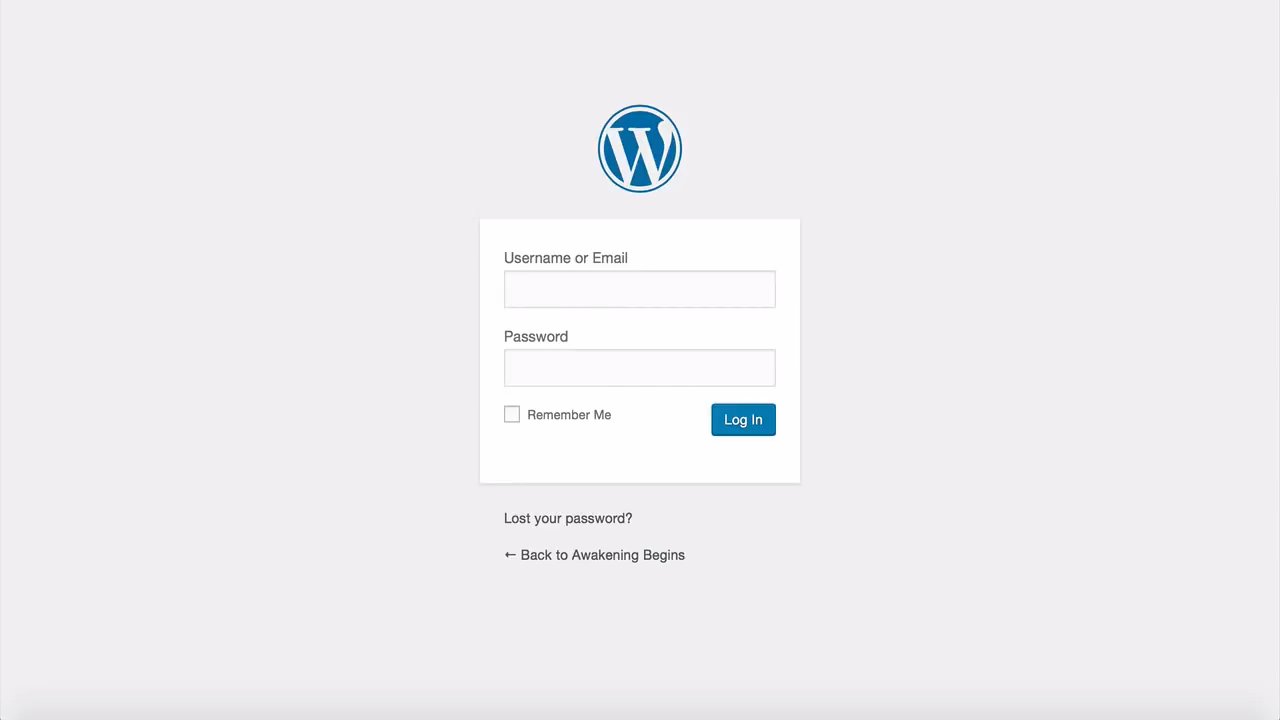 Username or Email
Password
Remember Me
Log In
Lost your password?
← Back to Awakening Begins